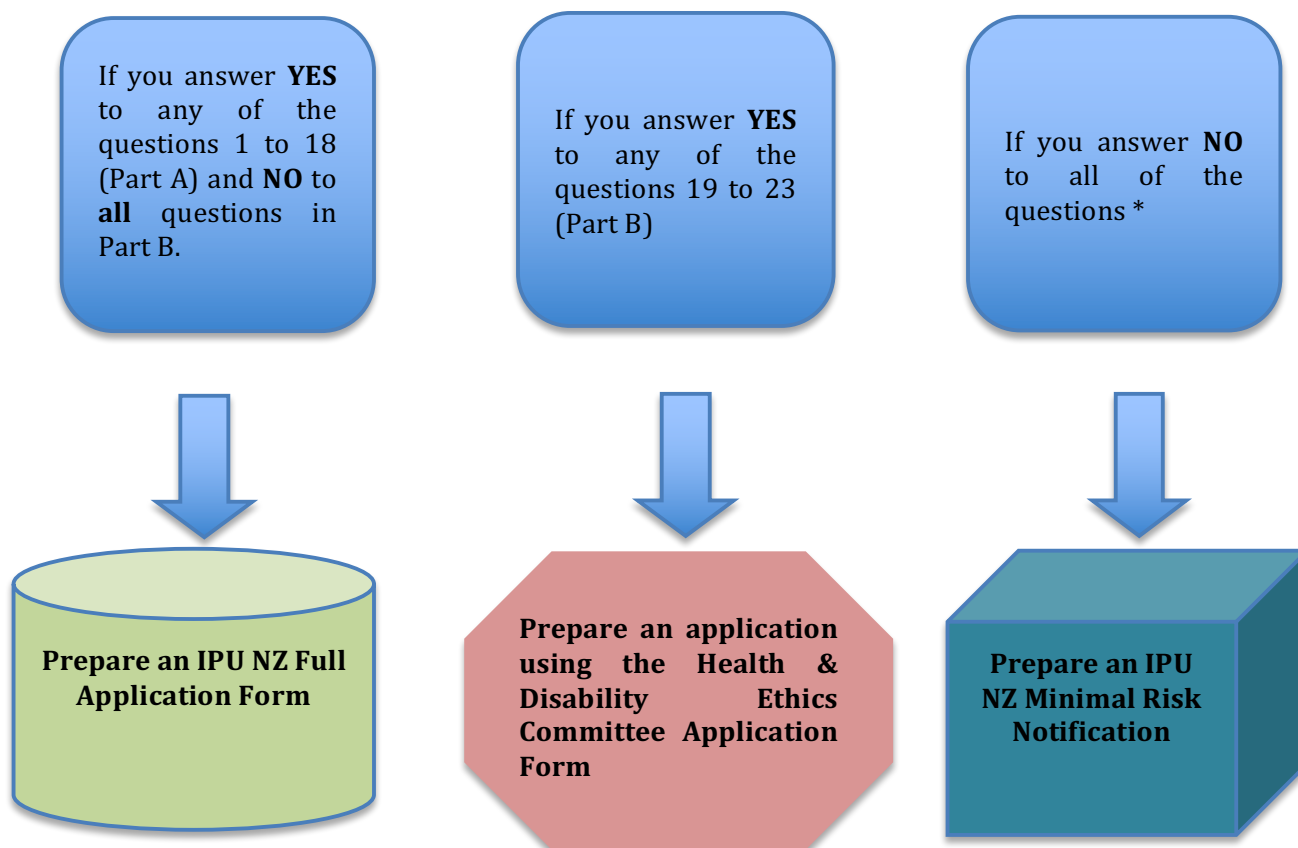 If you answer YES
to any of the
questions 1 to 18
(Part A) and NO to
all questions in
Part B.
If you answer YES
to any of the
questions 19 to 23
(Part B)
If you answer NO
to all of the
questions *
Prepare an IPU NZ Full
Application Form
Prepare an application
using the Health &
Disability Ethics
Committee Application
Form
Prepare an IPU
NZ Minimal Risk
Notification